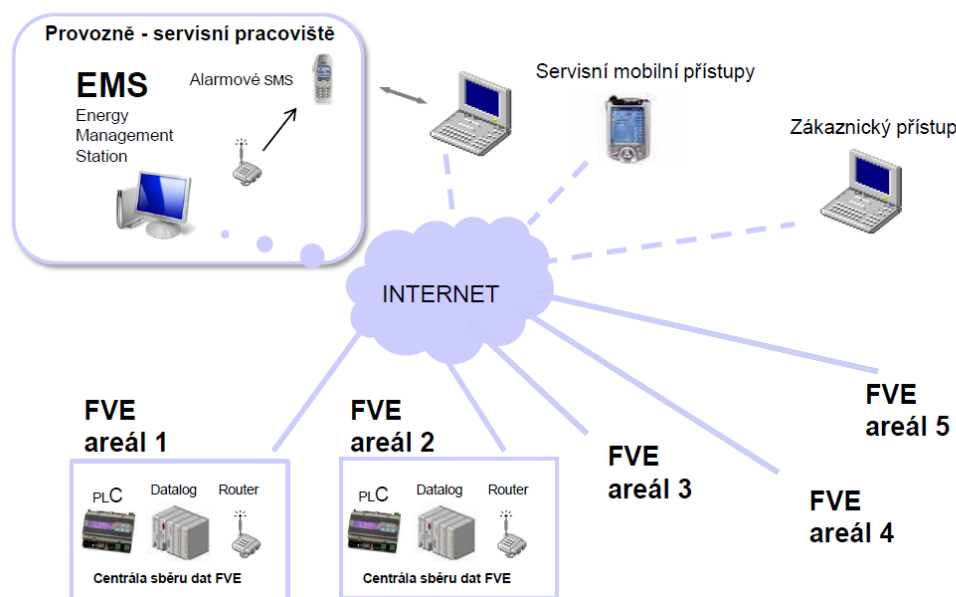 Provozně - servisní pracoviště
EMS
Energy
Management
Station
Alarmové SMS
Servisní mobilní přístupy
Zákaznický přístup
INTERNET
FVE
areál 1
FVE
areál 2
FVE
areál 3
FVE
areál 4
FVE
areál 5
PLC Datalog Router
Centrála sběru dat FVE
PLC Datalog Router
Centrála sběru dat FVE